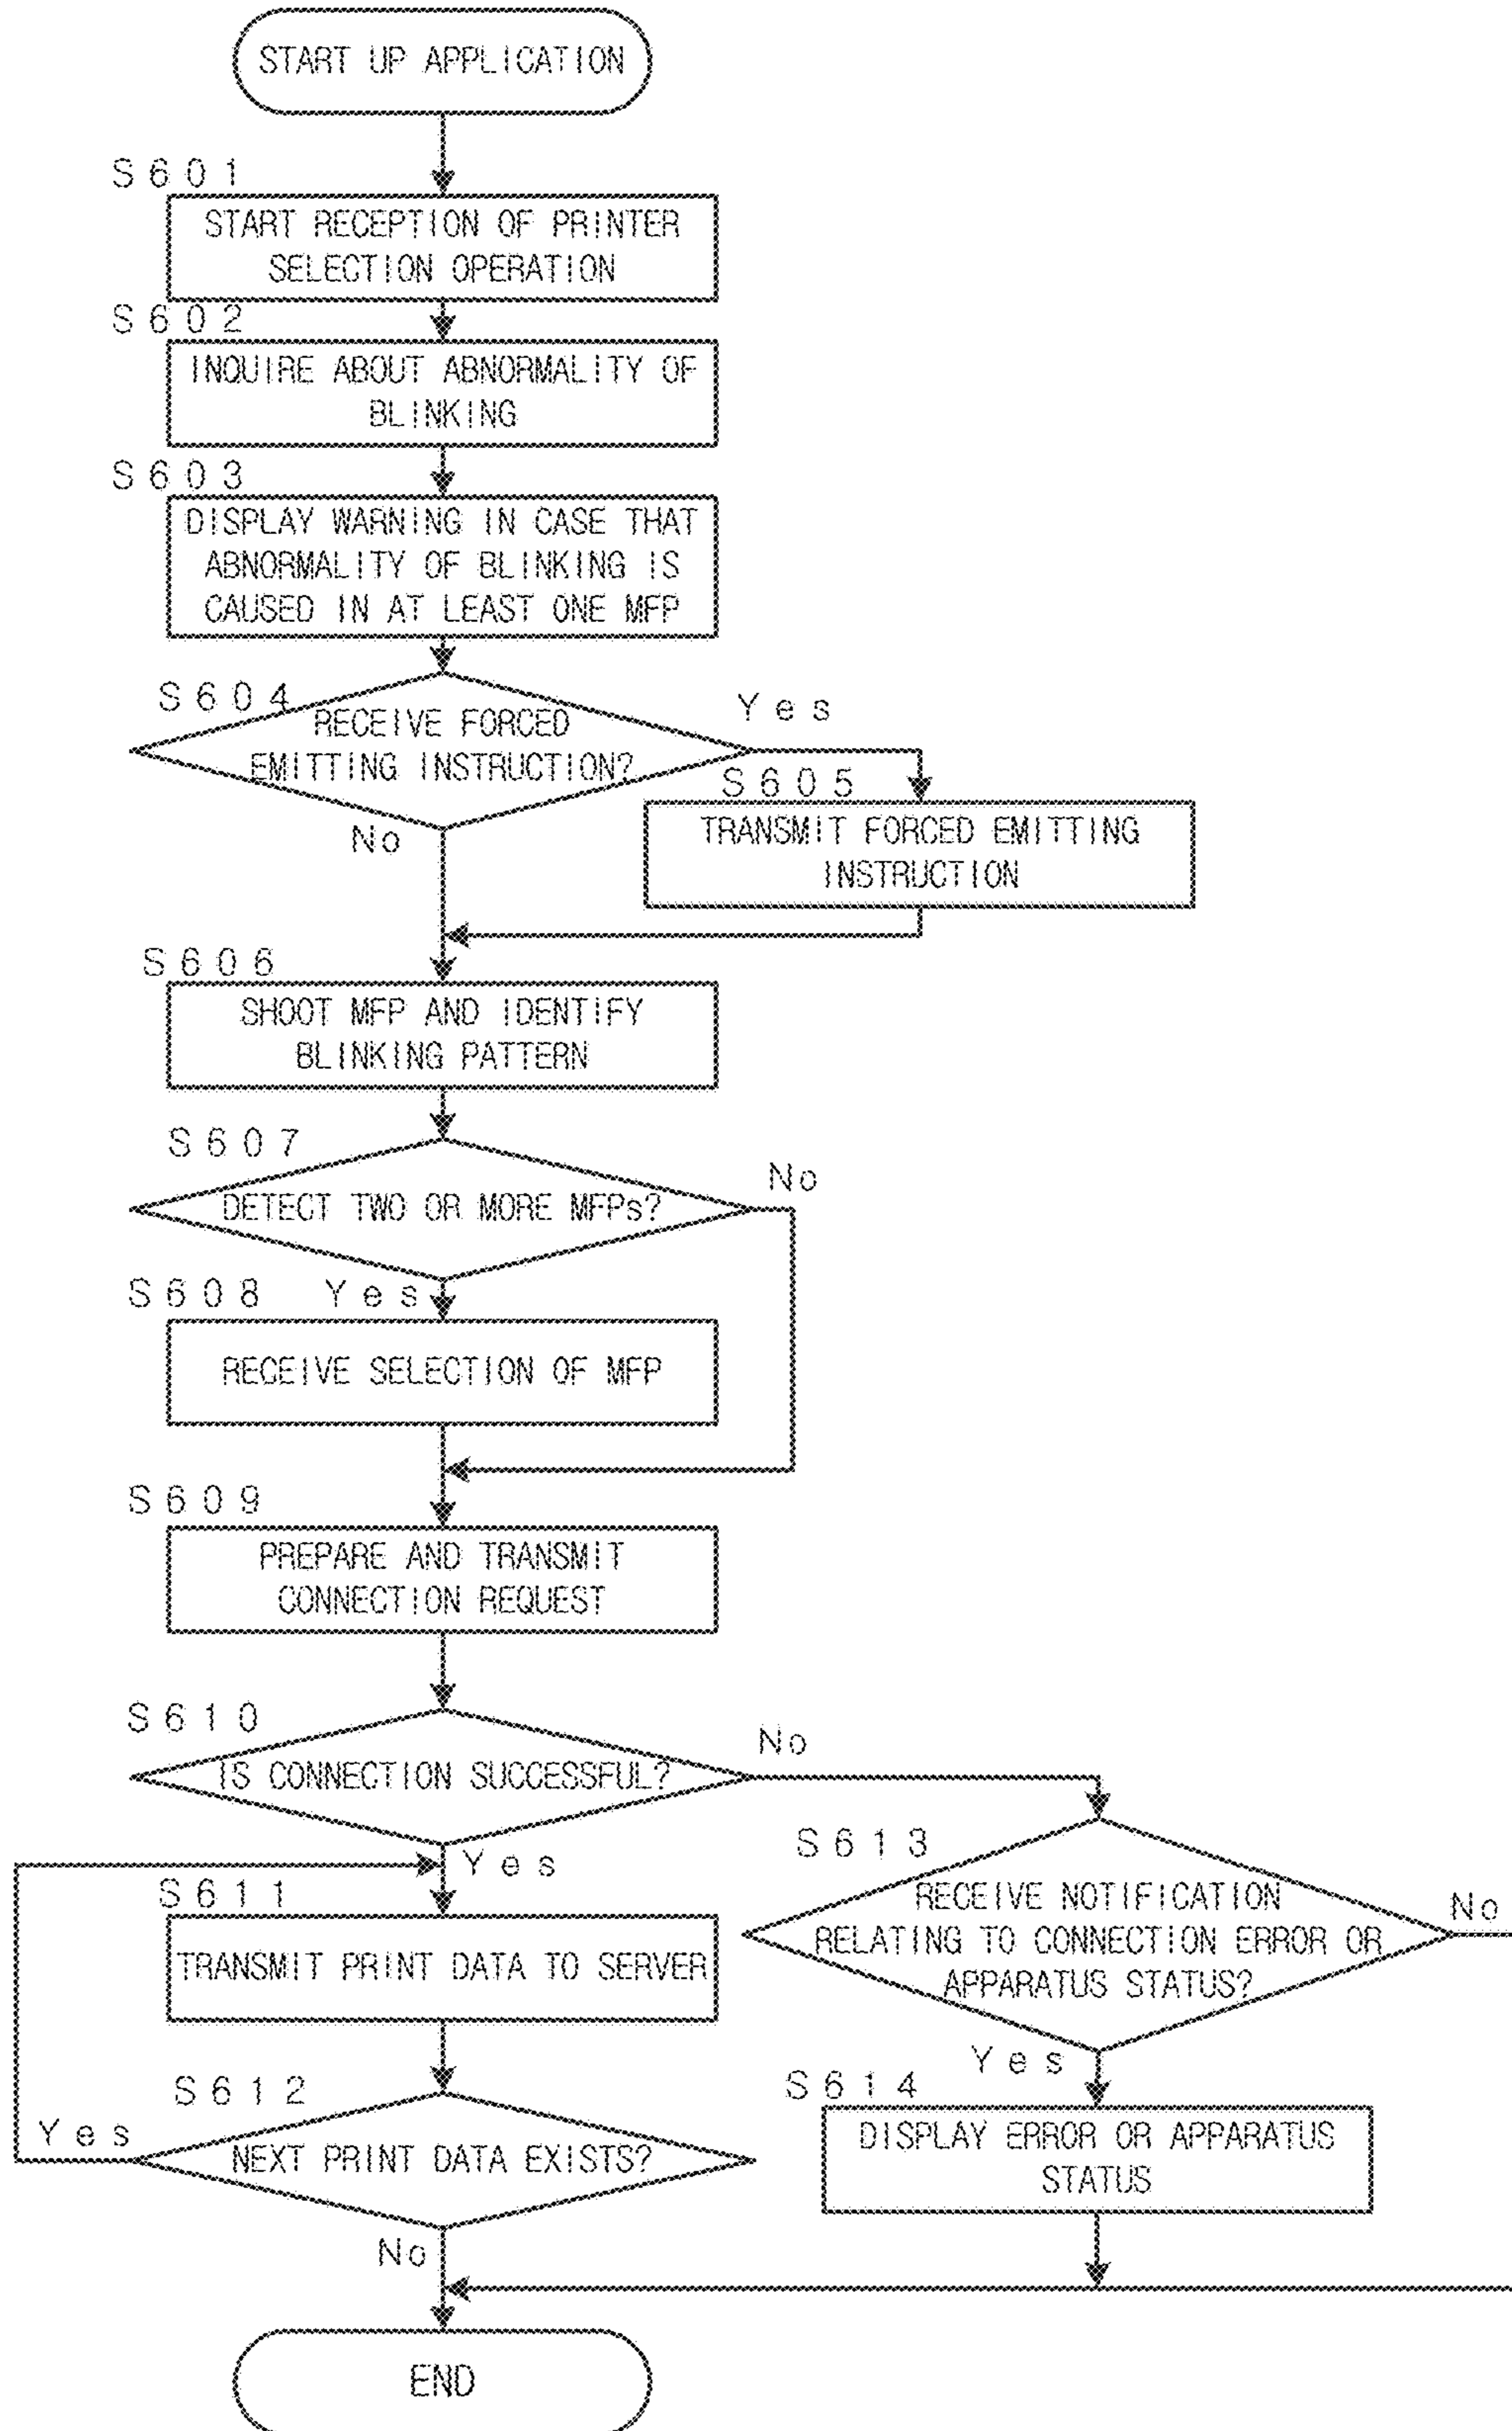 START UP APPLICATION
S601
START RECEPTION OF PRINTER
SELECTION OPERATION
S602
INQUIRE ABOUT ABNORMALITY OF
BLINKING
S603
DISPLAY WARNING IN CASE THAT
ABNORMALITY OF BLINKING IS
CAUSED IN AT LEAST ONE MFP
S604
RECEIVE FORCED
EMITTING INSTRUCTION?
Yes
No
S605
TRANSMIT FORCED EMITTING
INSTRUCTION
S606
SHOOT MFP AND IDENTIFY
BLINKING PATTERN
S607
DETECT TWO OR MORE MFPs?
No
Yes
S608
RECEIVE SELECTION OF MFP
S609
PREPARE AND TRANSMIT
CONNECTION REQUEST
S610
IS CONNECTION SUCCESSFUL?
No
Yes
S611
TRANSMIT PRINT DATA TO SERVER
S612
NEXT PRINT DATA EXISTS?
Yes
No
S613
RECEIVE NOTIFICATION
RELATING TO CONNECTION ERROR OR
APPARATUS STATUS?
No
Yes
S614
DISPLAY ERROR OR APPARATUS
STATUS
END